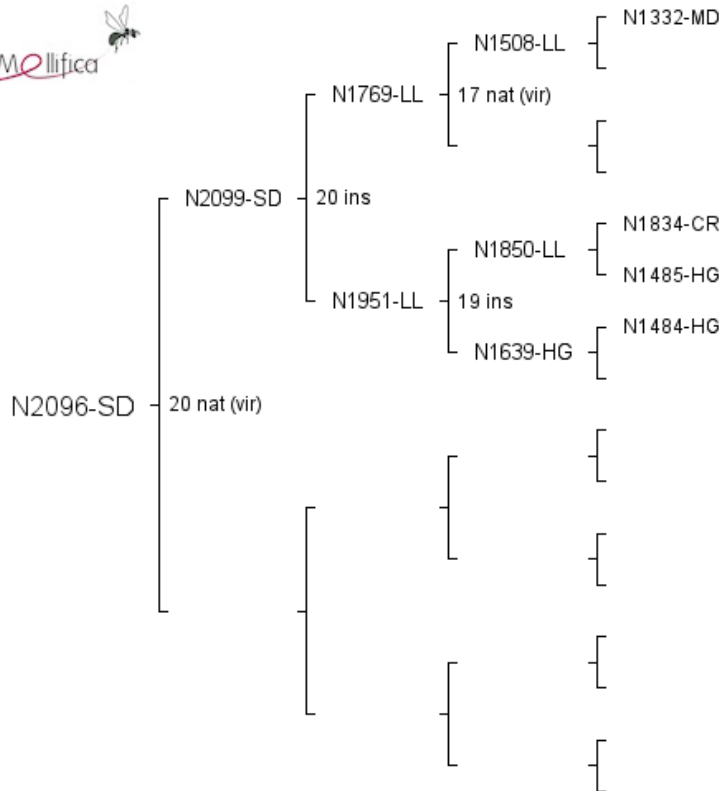 Mellifica
N1332-MD
N1508-LL
N1769-LL
17 nat (vir)
N2099-SD
20 ins
N1834-CR
N1850-LL
N1485-HG
N1951-LL
19 ins
N1484-HG
N1639-HG
N2096-SD
20 nat (vir)